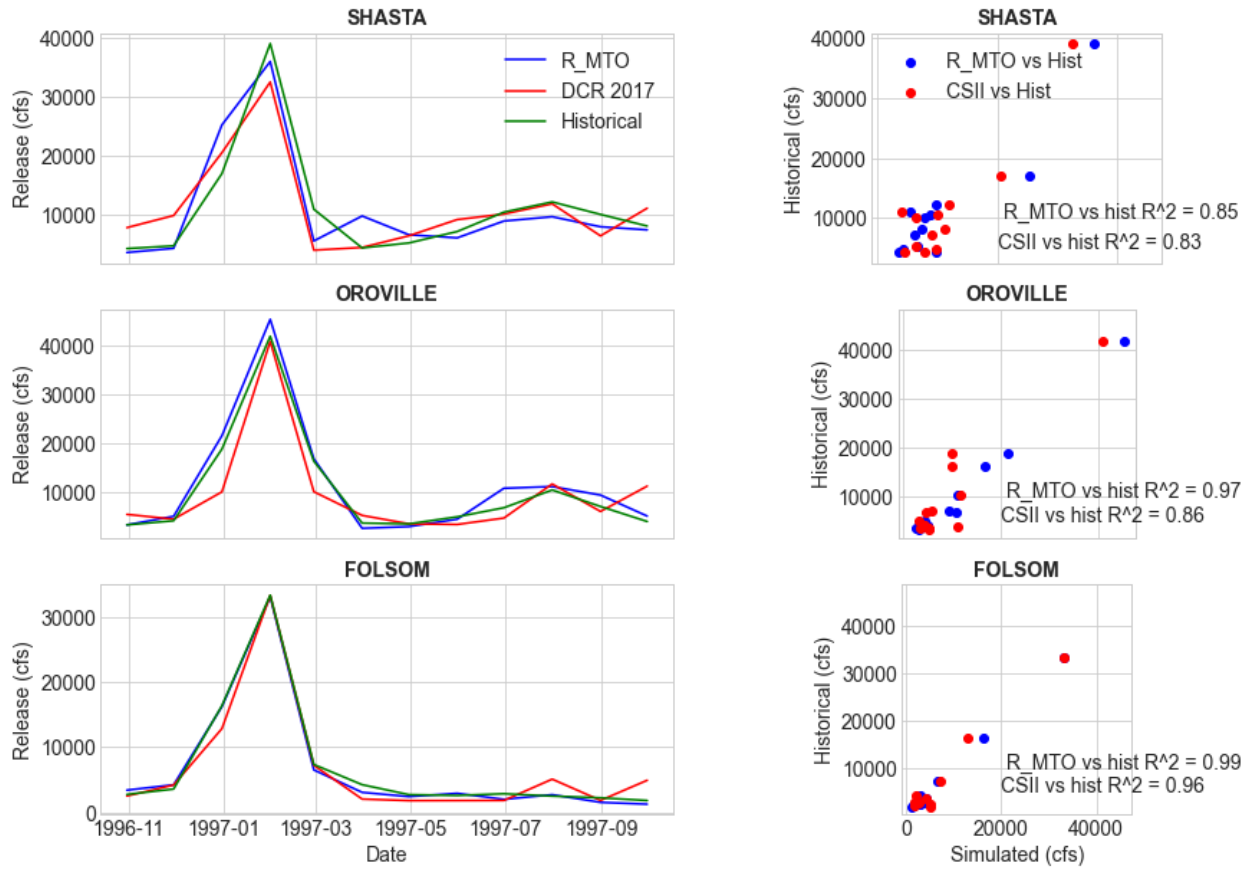 SHASTA
40000
30000
20000
10000
Release (cfs)
R_MTO
DCR 2017
Historical
SHASTA
40000
30000
20000
10000
Historical (cfs)
R_MTO vs Hist
CSII vs Hist
R_MTO vs hist R^2 = 0.85
CSII vs hist R^2 = 0.83
OROVILLE
40000
30000
20000
10000
Release (cfs)
OROVILLE
40000
30000
20000
10000
Historical (cfs)
R_MTO vs hist R^2 = 0.97
CSII vs hist R^2 = 0.86
FOLSOM
30000
20000
10000
0
Release (cfs)
1996-11
1997-01
1997-03
1997-05
1997-07
1997-09
Date
FOLSOM
40000
30000
20000
10000
Historical (cfs)
R_MTO vs hist R^2 = 0.99
CSII vs hist R^2 = 0.96
0
20000
40000
Simulated (cfs)